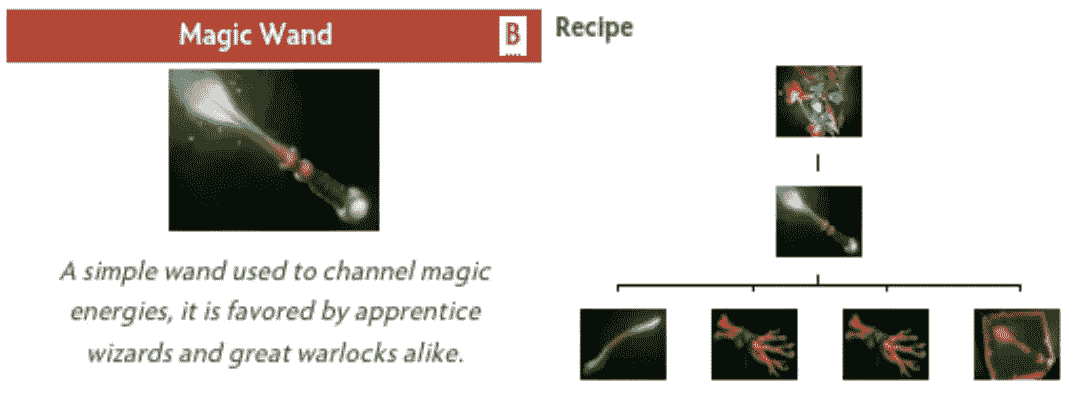 Magic Wand
B
Recipe
A simple wand used to channel magic
energies, it is favored by apprentice
wizards and great warlocks alike.